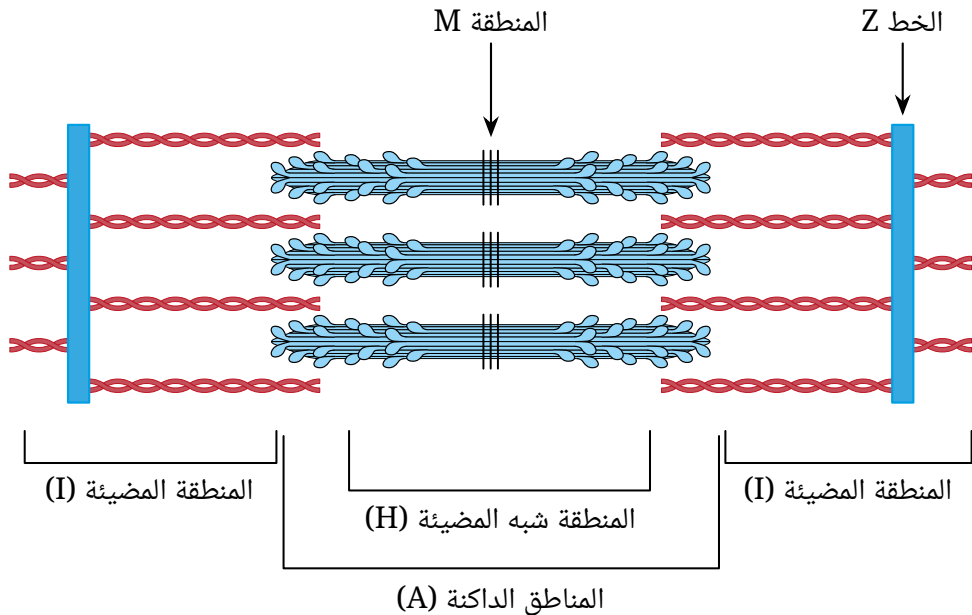 الخط Z
المنطقة M
المنطقة المضيئة (I)
المنطقة المضيئة (I)
المنطقة شبه المضيئة (H)
المناطق الداكنة (A)